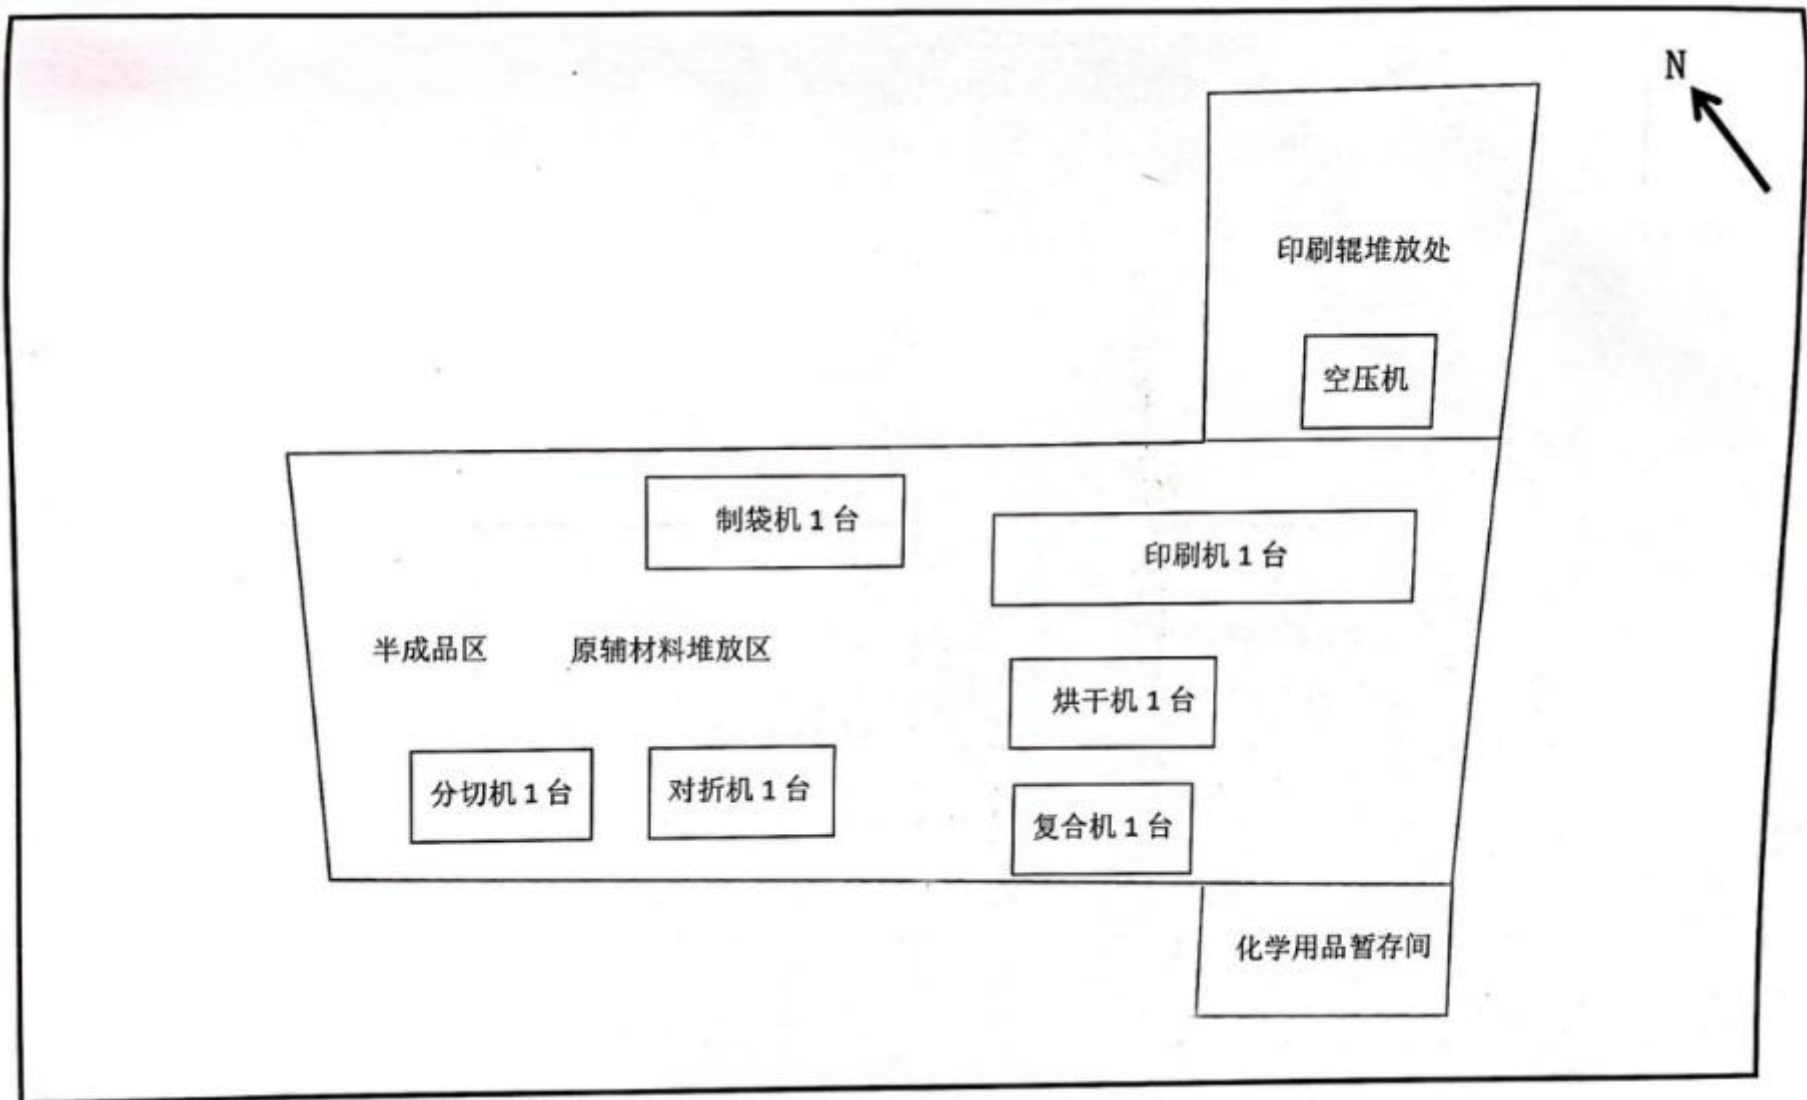 N
印刷辊堆放处
空压机
制袋机 1 台
印刷机 1 台
半成品区
原辅材料堆放区
烘干机 1 台
分切机 1 台
对折机 1 台
复合机 1 台
化学用品暂存间